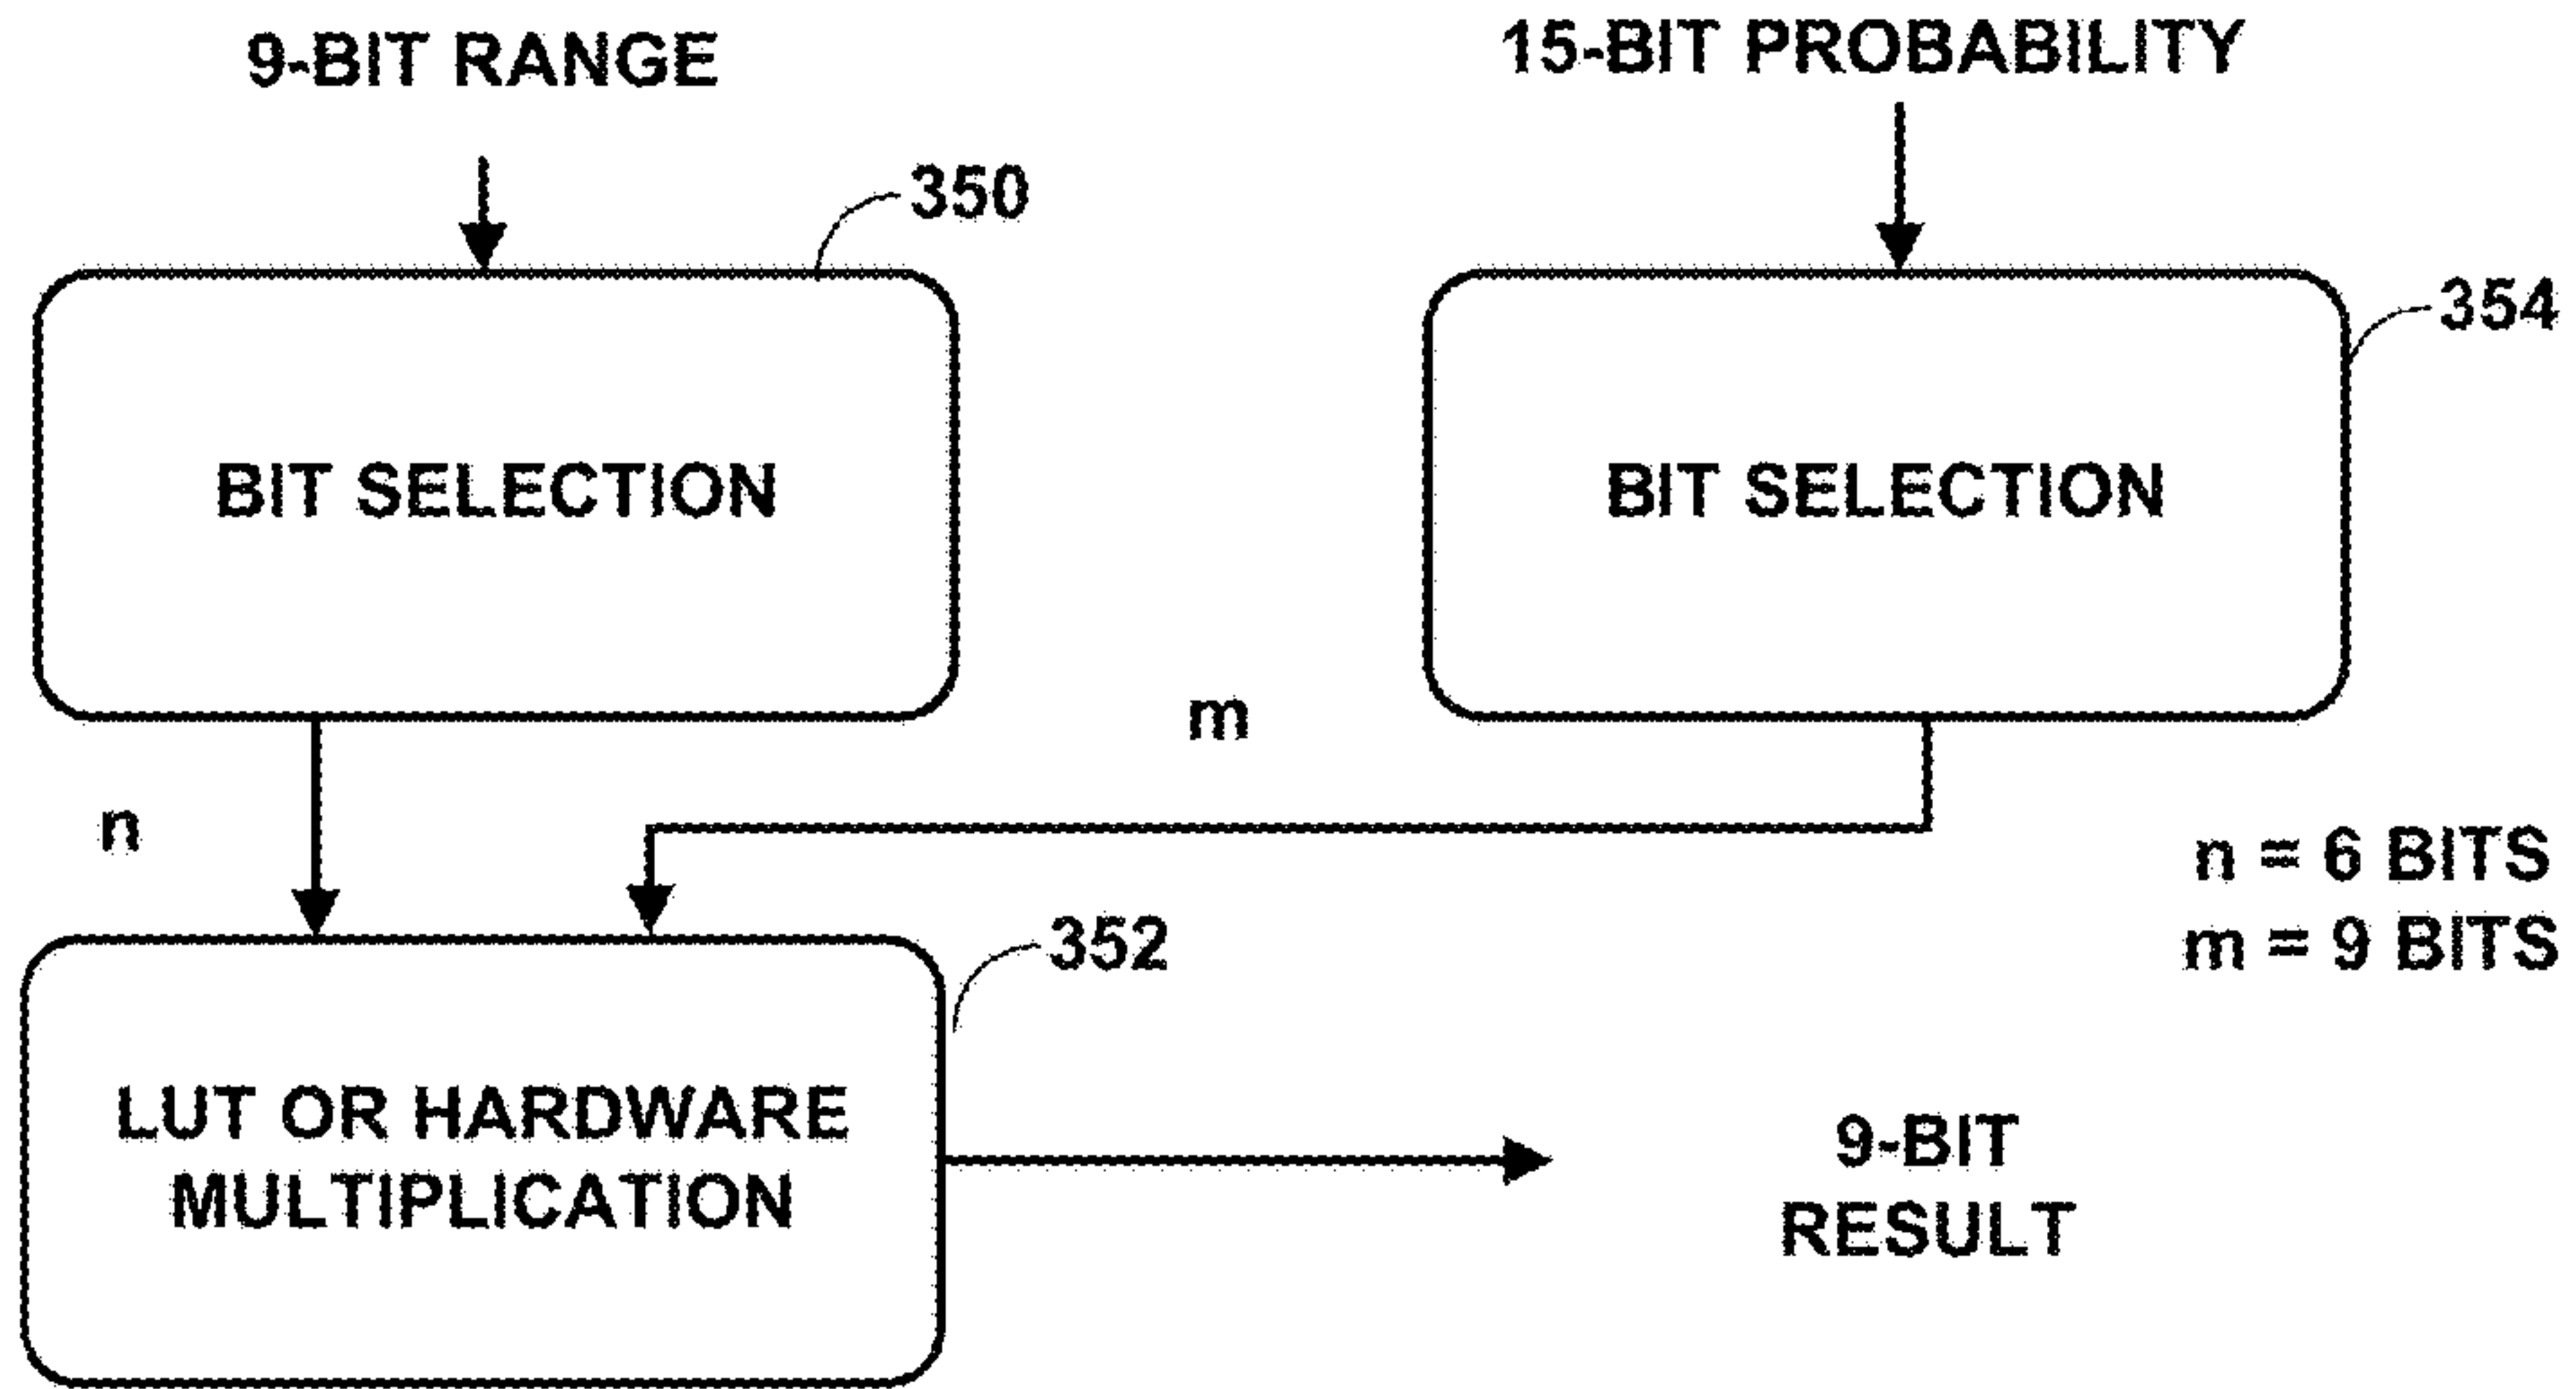 9-BIT RANGE
15-BIT PROBABILITY
350
354
BIT SELECTION
BIT SELECTION
m
n
n = 6 BITS
m = 9 BITS
352
LUT OR HARDWARE
MULTIPLICATION
9-BIT
RESULT